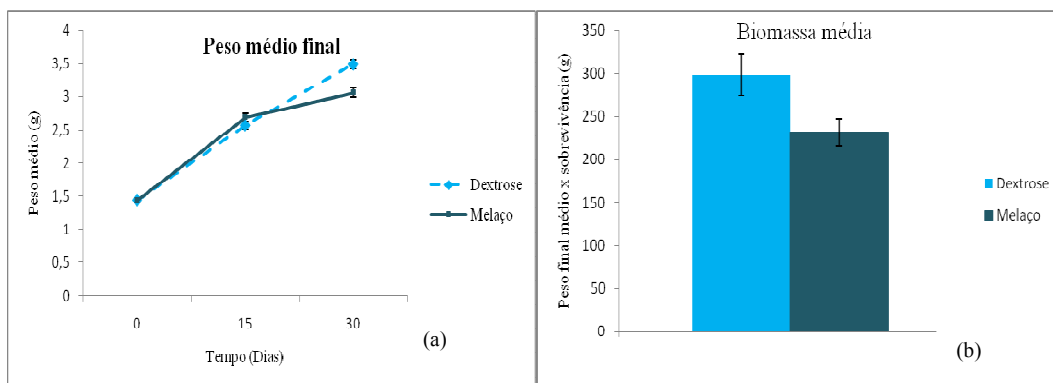 Peso médio final
Peso médio (g)
4
3,5
3
2,5
2
1,5
1
0,5
0
0
15
30
Tempo (Dias)
Dextrose
Melaço
(a)
Biomassa média
Peso final médio x sobrevivência (g)
350
300
250
200
150
100
50
0
Dextrose
Melaço
(b)